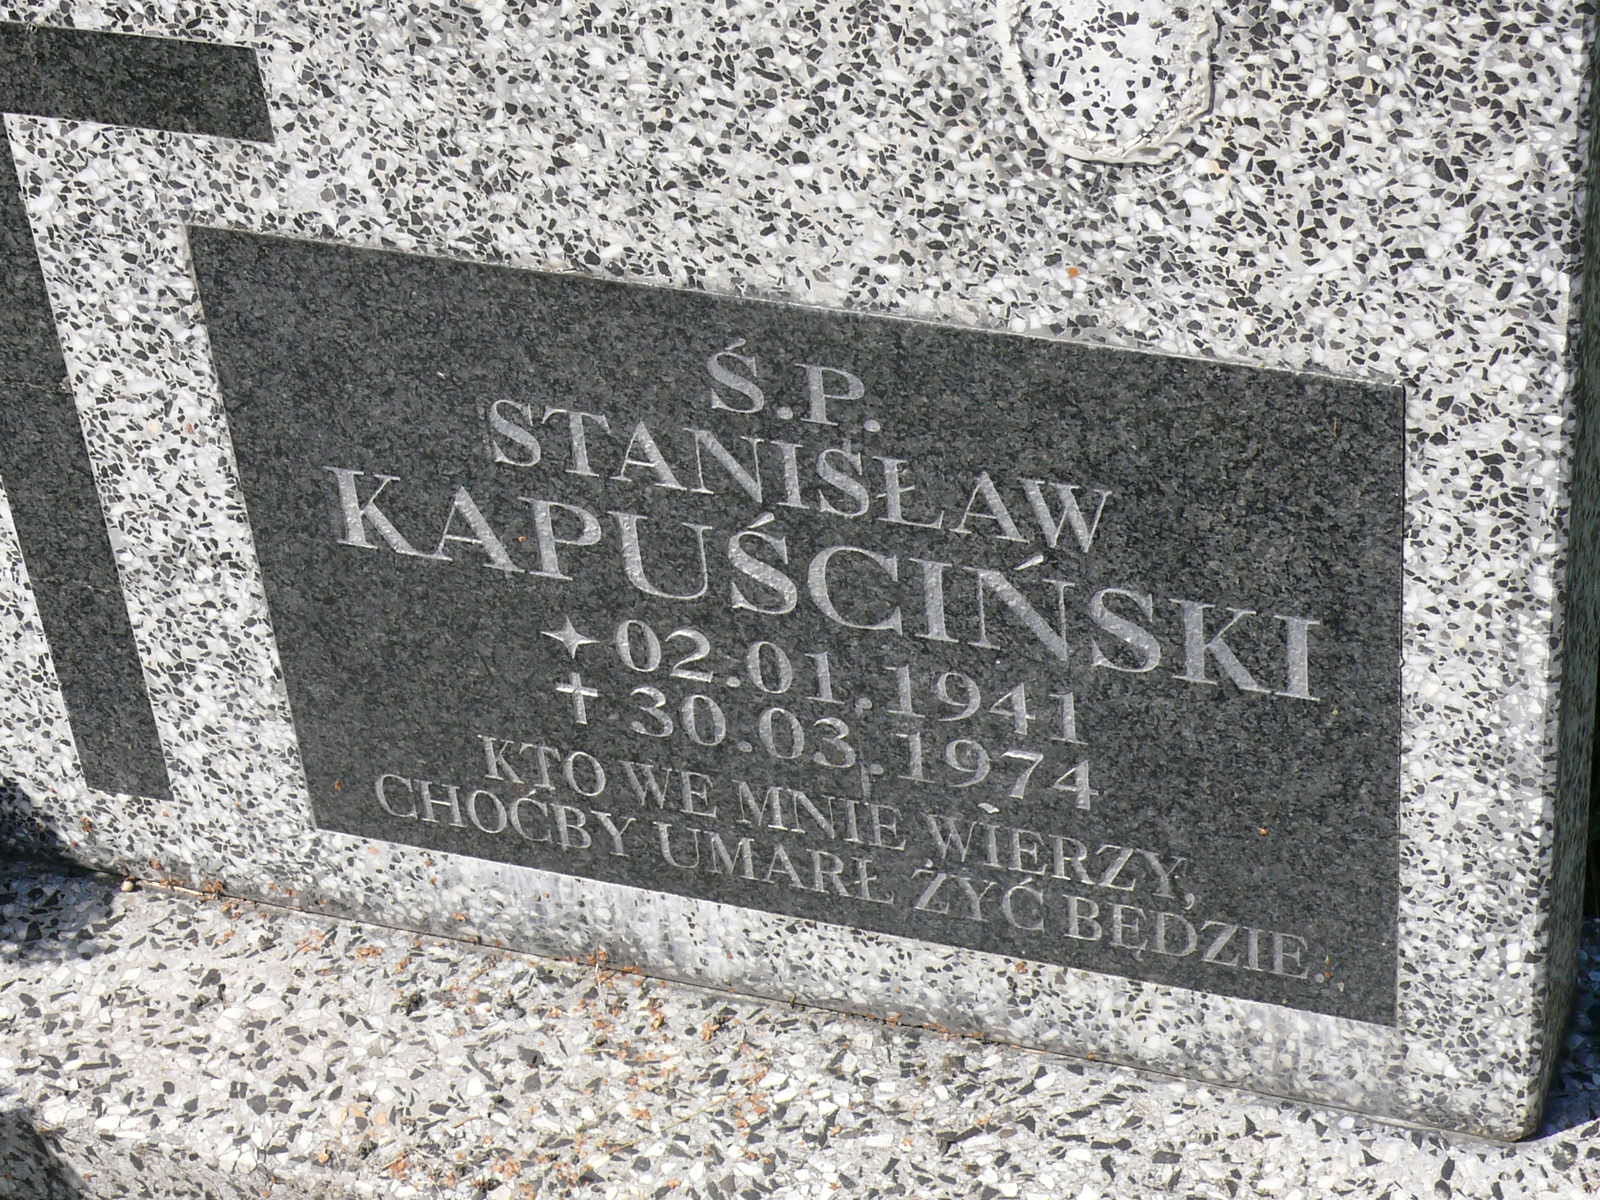 Ś.P.
STANISŁAW
KAPUŚCIŃSKI
02.01.1941
30.03.1974
KTO WE MNIE WIERZY,
CHOĆBY UMARŁ ŻYĆ BĘDZIE.